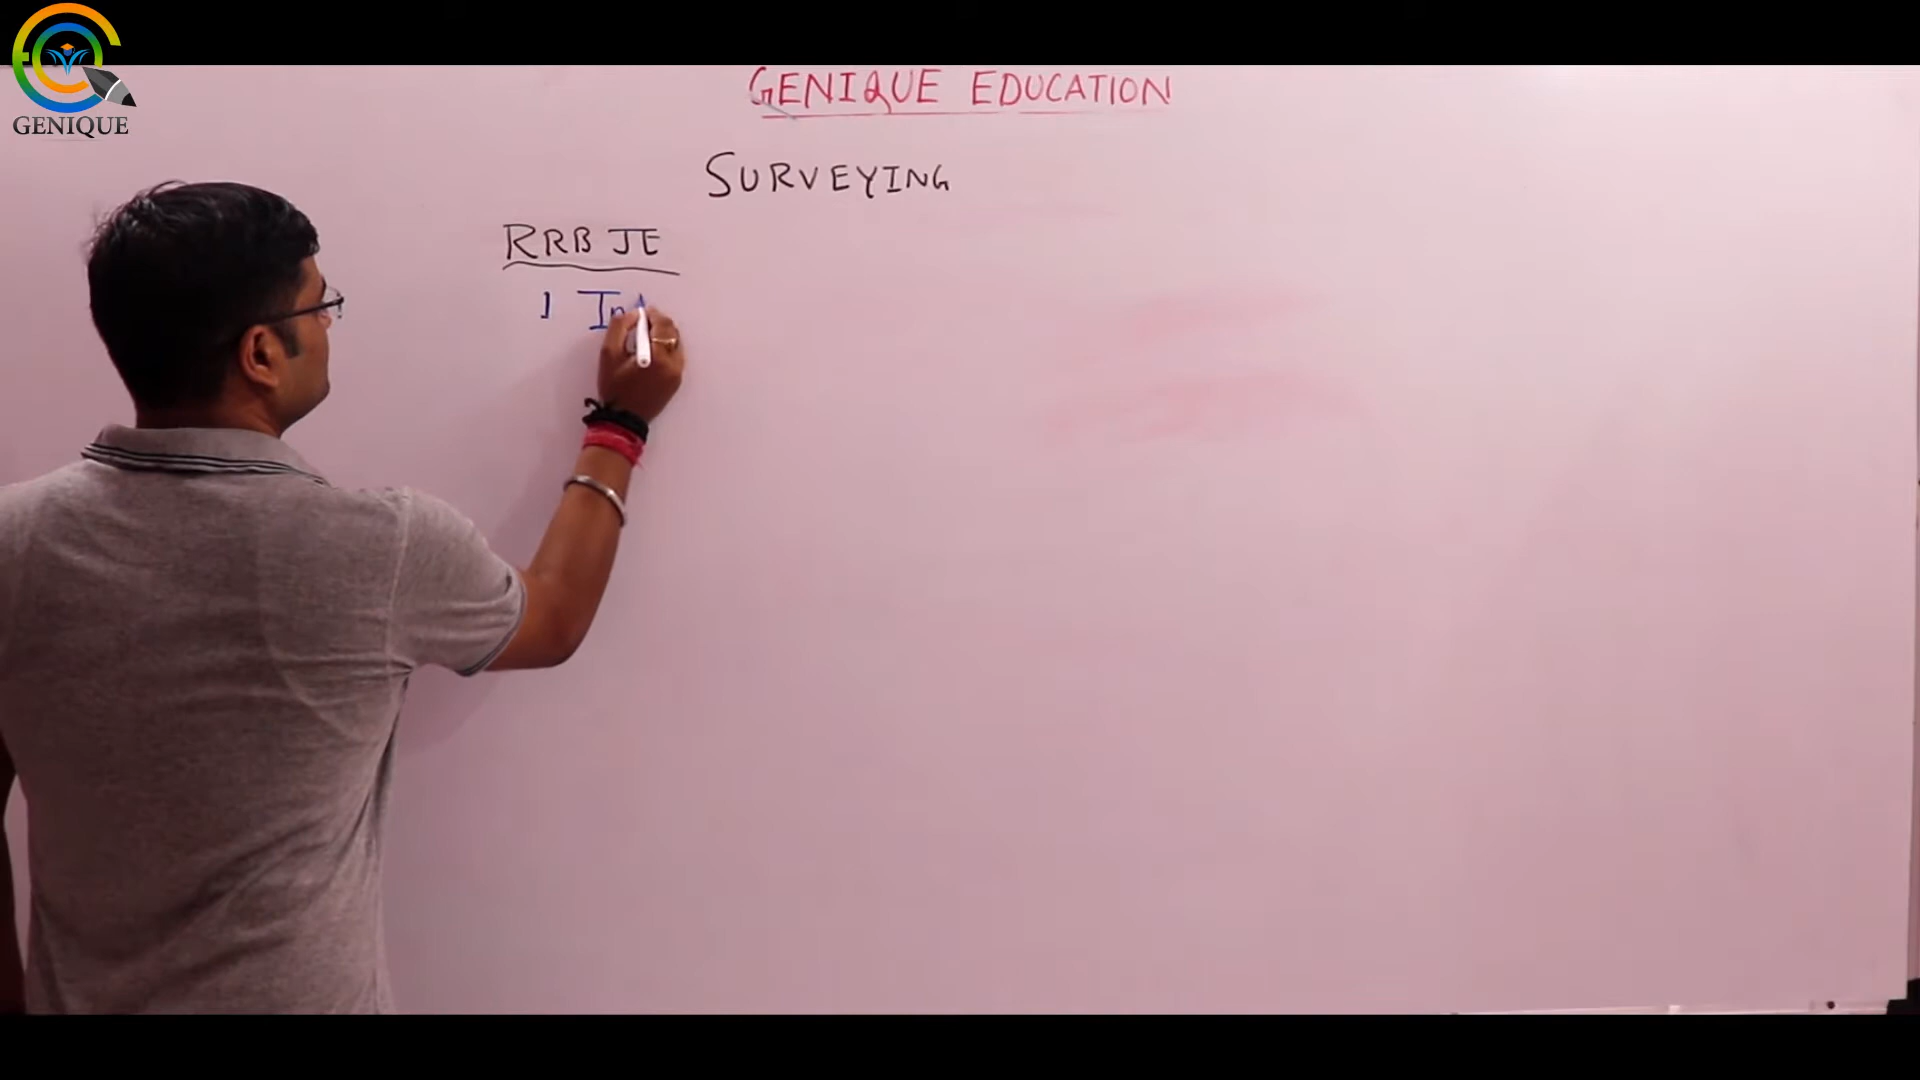 GENIQUE
GENIQUE EDUCATION
SURVEYING
RRB JE
1